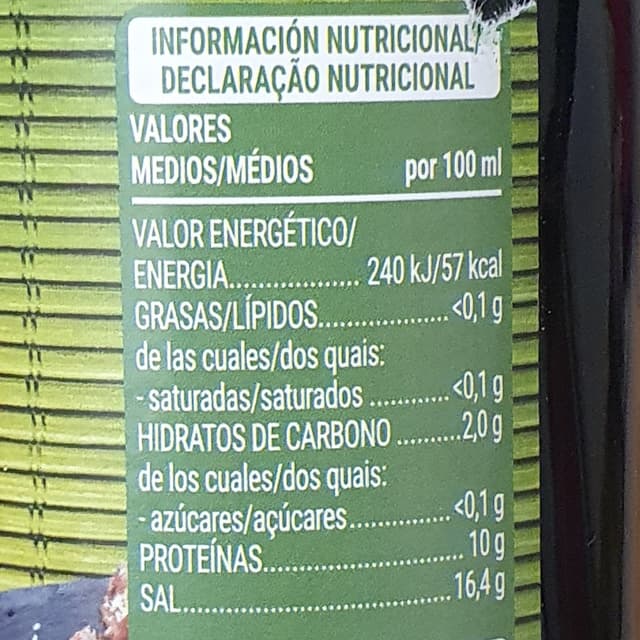 INFORMACIÓN NUTRICIONAL/
DECLARAÇÃO NUTRICIONAL
VALORES
MEDIOS/MÉDIOS por 100 ml
VALOR ENERGÉTICO/
ENERGIA.................. 240 kJ/57 kcal
GRASAS/LÍPIDOS..................<0,1 g
de las cuales/dos quais:
- saturadas/saturados ...........<0,1 g
HIDRATOS DE CARBONO .........2,0 g
de los cuales/dos quais:
- azúcares/açúcares.............. <0,1 g
PROTEÍNAS............................ 10 g
SAL...................................... 16,4 g